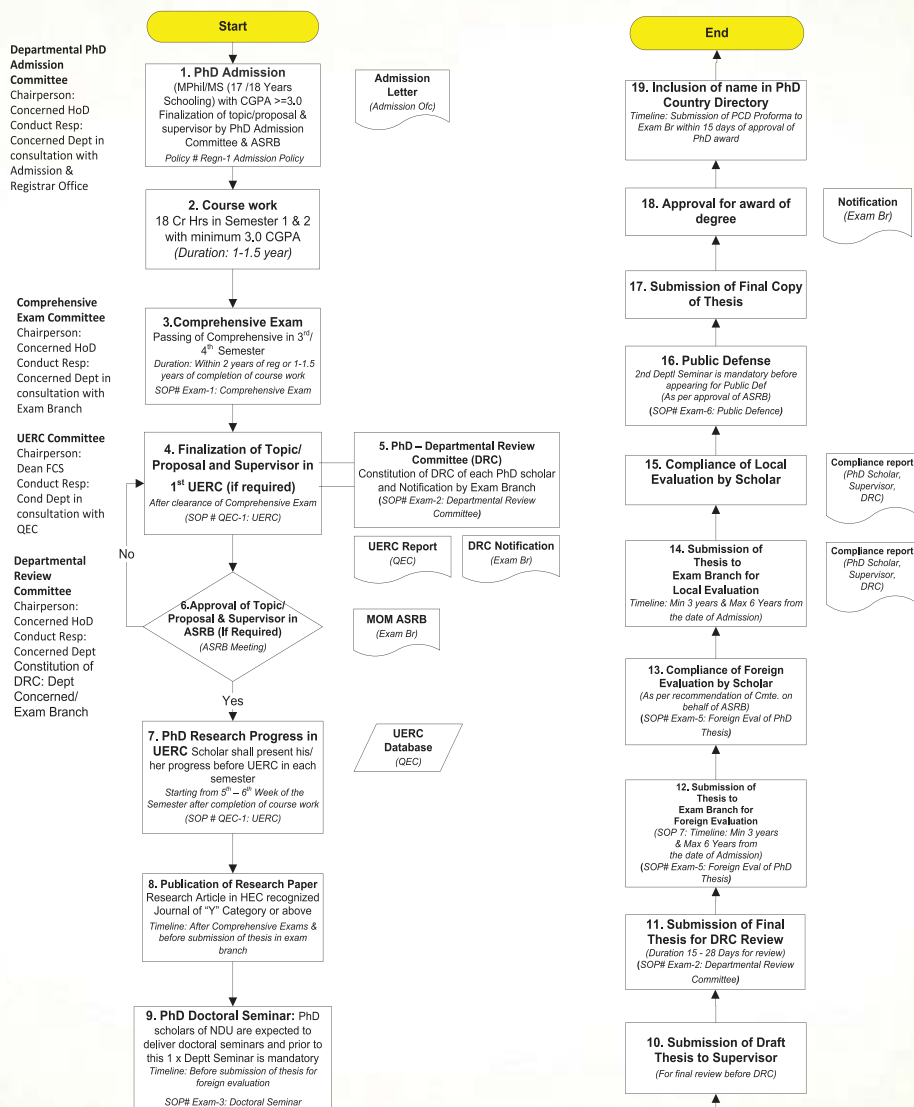 Start
Departmental PhD
Admission
Committee
Chairperson:
Concerned HoD
Conduct Resp:
Concerned Dept in
consultation with
Admission &
Registrar Office
1. PhD Admission
(MPhil/MS (17 /18 Years
Schooling) with CGPA >=3.0
Finalization of topic/proposal &
supervisor by PhD Admission
Committee & ASRB
Policy # Regn-1 Admission Policy
Admission
Letter
(Admission Ofc)
2. Course work
18 Cr Hrs in Semester 1 & 2
with minimum 3.0 CGPA
(Duration: 1-1.5 year)
Comprehensive
Exam Committee
Chairperson:
Concerned HoD
Conduct Resp:
Concerned Dept in
consultation with
Exam Branch
3.Comprehensive Exam
Passing of Comprehensive in 3rd/
4th Semester
Duration: Within 2 years of reg or 1-1.5
years of completion of course work
SOP# Exam-1: Comprehensive Exam
UERC Committee
Chairperson:
Dean FCS
Conduct Resp:
Cond Dept in
consultation with
QEC
4. Finalization of Topic/
Proposal and Supervisor in
1st UERC (if required)
After clearance of Comprehensive Exam
(SOP # QEC-1: UERC)
5. PhD – Departmental Review
Committee (DRC)
Constitution of DRC of each PhD scholar
and Notification by Exam Branch
(SOP# Exam-2: Departmental Review
Committee)
UERC Report
(QEC)
DRC Notification
(Exam Br)
No
Departmental
Review
Committee
Chairperson:
Concerned HoD
Conduct Resp:
Concerned Dept
Constitution of
DRC: Dept
Concerned/
Exam Branch
6.Approval of Topic/
Proposal & Supervisor in
ASRB (If Required)
(ASRB Meeting)
MOM ASRB
(Exam Br)
Yes
7. PhD Research Progress in
UERC Scholar shall present his/
her progress before UERC in each
semester
Starting from 5th – 6th Week of the
Semester after completion of course work
(SOP # QEC-1: UERC)
UERC
Database
(QEC)
8. Publication of Research Paper
Research Article in HEC recognized
Journal of “Y” Category or above
Timeline: After Comprehensive Exams &
before submission of thesis in exam
branch
9. PhD Doctoral Seminar: PhD
scholars of NDU are expected to
deliver doctoral seminars and prior to
this 1 x Deptt Seminar is mandatory
Timeline: Before submission of thesis for
foreign evaluation
SOP# Exam-3: Doctoral Seminar
End
19. Inclusion of name in PhD
Country Directory
Timeline: Submission of PCD Proforma to
Exam Br within 15 days of approval of
PhD award
18. Approval for award of
degree
Notification
(Exam Br)
17. Submission of Final Copy
of Thesis
16. Public Defense
2nd Deptl Seminar is mandatory before
appearing for Public Def
(As per approval of ASRB)
(SOP# Exam-6: Public Defence)
15. Compliance of Local
Evaluation by Scholar
Compliance report
(PhD Scholar,
Supervisor,
DRC)
14. Submission of
Thesis to
Exam Branch for
Local Evaluation
Timeline: Min 3 years & Max 6 Years from
the date of Admission)
Compliance report
(PhD Scholar,
Supervisor,
DRC)
13. Compliance of Foreign
Evaluation by Scholar
(As per recommendation of Cmte. on
behalf of ASRB)
(SOP# Exam-5: Foreign Eval of PhD
Thesis)
12. Submission of
Thesis to
Exam Branch for
Foreign Evaluation
(SOP 7: Timeline: Min 3 years
& Max 6 Years from
the date of Admission)
(SOP# Exam-5: Foreign Eval of PhD
Thesis)
11. Submission of Final
Thesis for DRC Review
(Duration 15 - 28 Days for review)
(SOP# Exam-2: Departmental Review
Committee)
10. Submission of Draft
Thesis to Supervisor
(For final review before DRC)